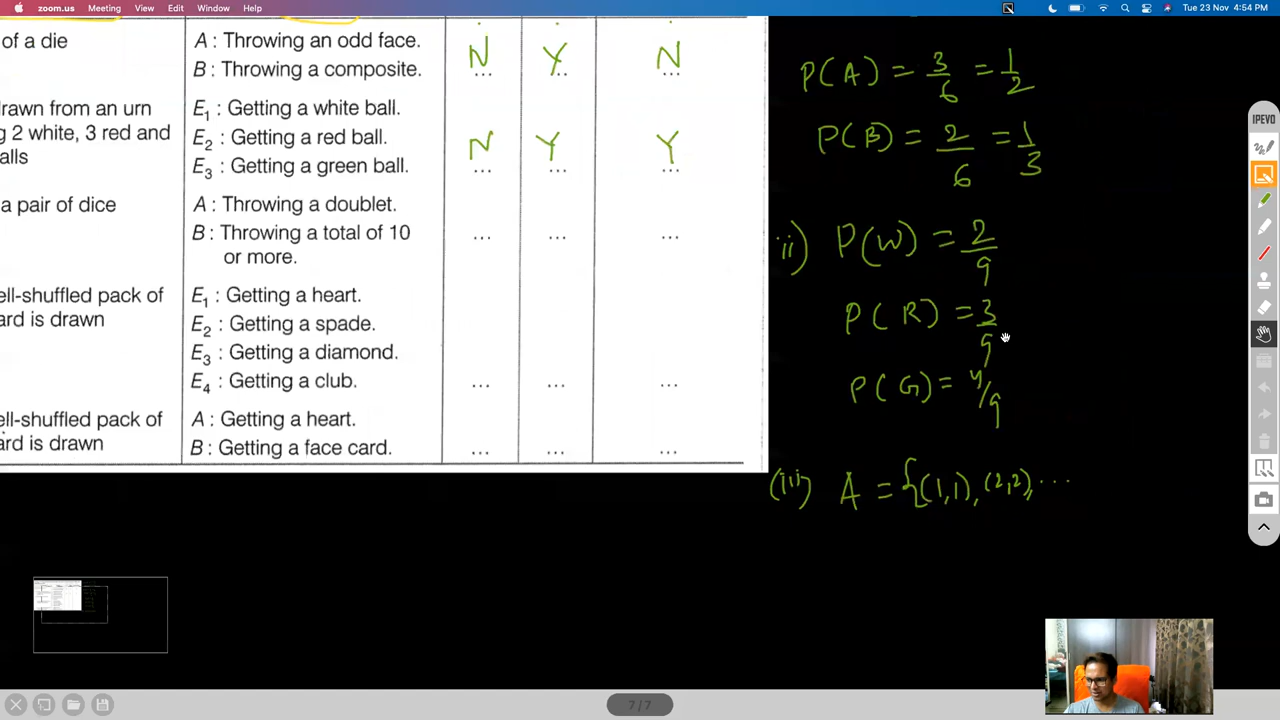 zoom.us Meeting View Edit Window Help Tue 23 Nov 4:54 PM
of a die
A : Throwing an odd face.
B : Throwing a composite.
N Y N
... ... ...
drawn from an urn
g 2 white, 3 red and
alls
E1 : Getting a white ball.
E2 : Getting a red ball.
E3 : Getting a green ball.
N Y Y
... ... ...
a pair of dice
A : Throwing a doublet.
B : Throwing a total of 10
or more.
... ... ...
ell-shuffled pack of
ard is drawn
E1 : Getting a heart.
E2 : Getting a spade.
E3 : Getting a diamond.
E4 : Getting a club.
... ... ...
ell-shuffled pack of
ard is drawn
A : Getting a heart.
B : Getting a face card.
... ... ...
P(A) = 3/6 = 1/2
P(B) = 2/6 = 1/3
ii) P(W) = 2/9
P(R) = 3/9
P(G) = 4/9
(iii) A = {(1,1), (2,2), ...
IPEVO
7 / 7